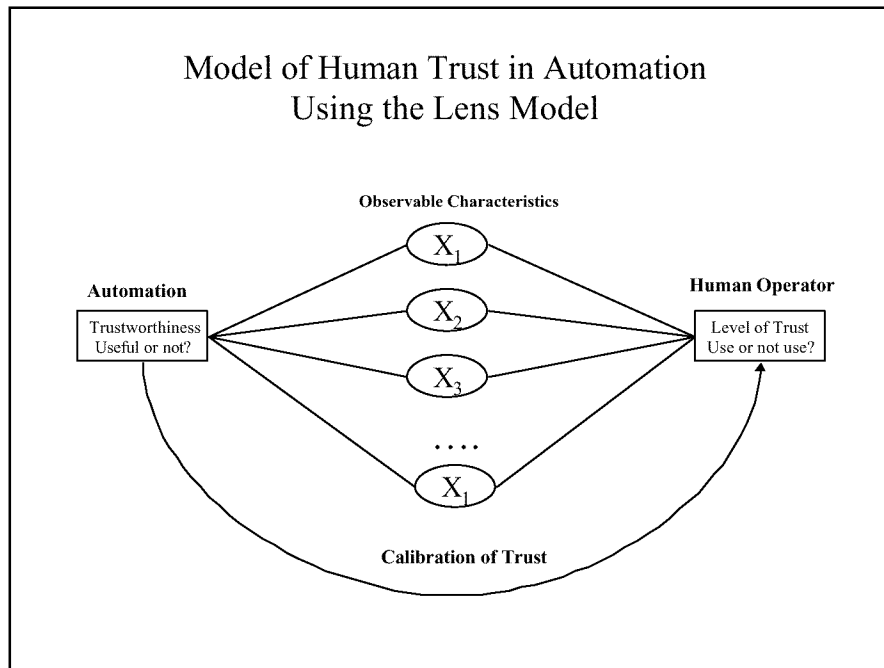 Model of Human Trust in Automation
Using the Lens Model
Observable Characteristics
X1
Automation
Human Operator
Trustworthiness
Useful or not?
X2
Level of Trust
Use or not use?
X3
....
X1
Calibration of Trust